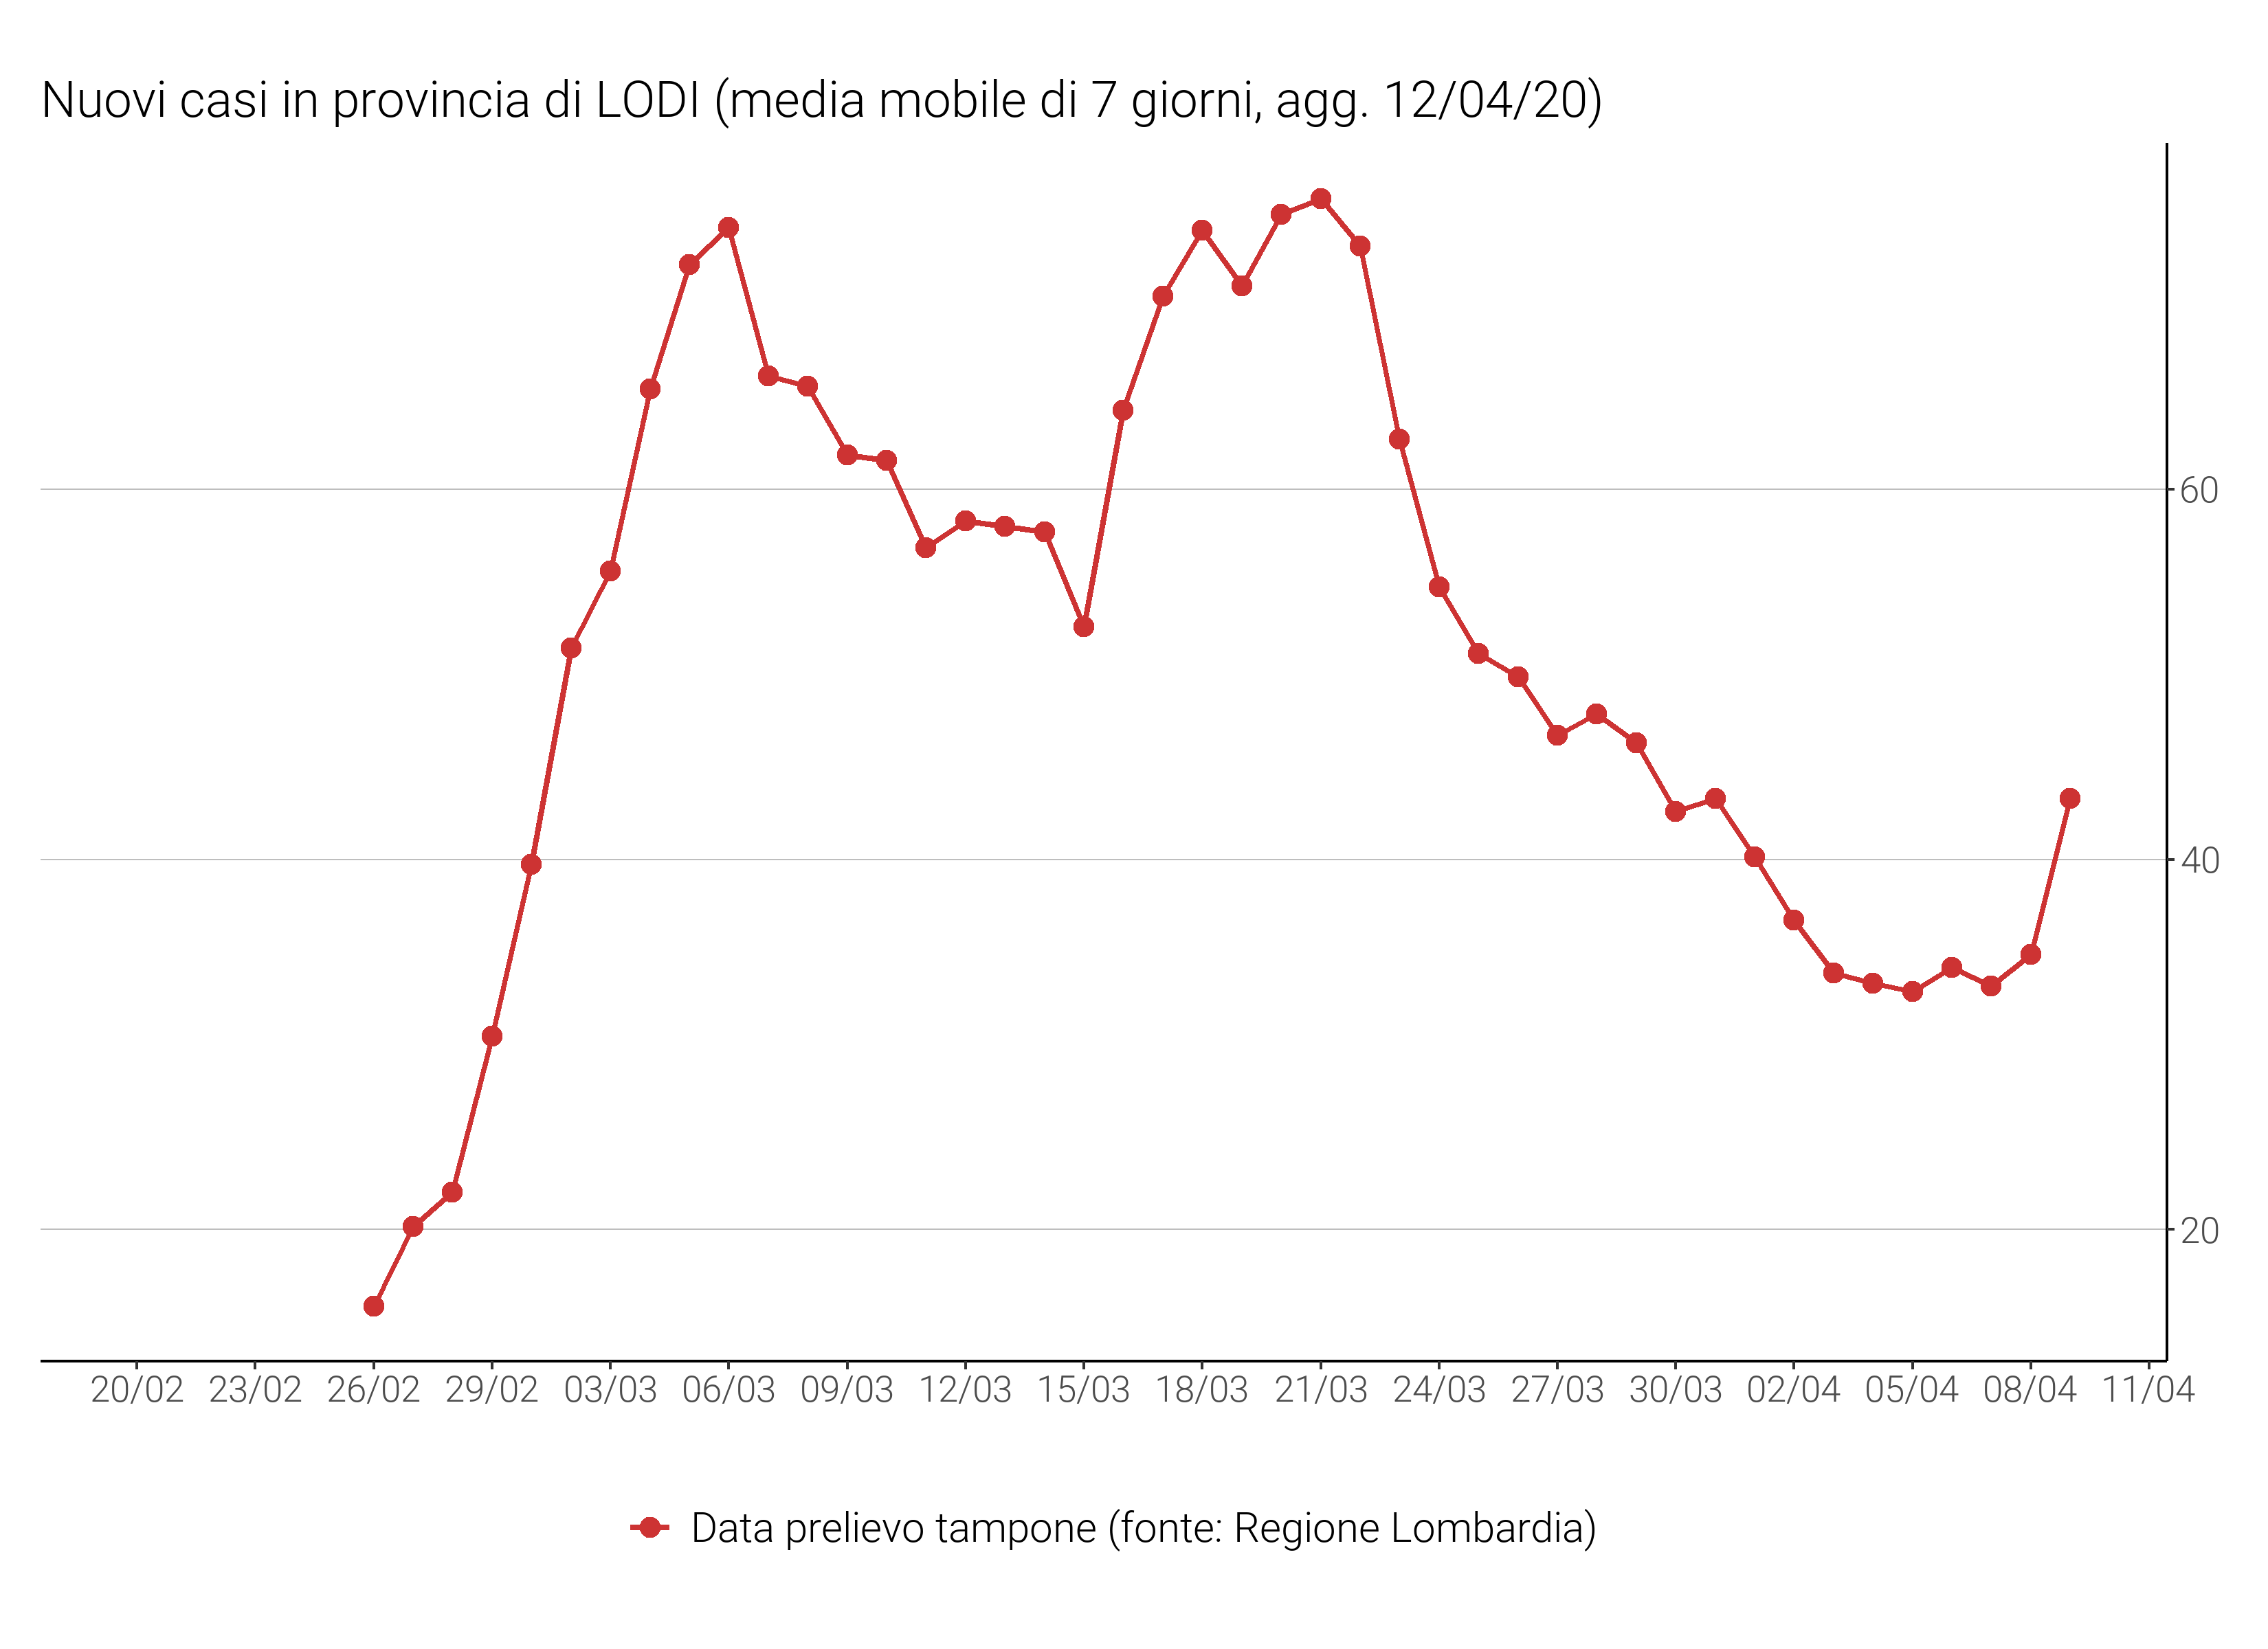 Nuovi casi in provincia di LODI (media mobile di 7 giorni, agg. 12/04/20)
60
40
20
20/02 23/02 26/02 29/02 03/03 06/03 09/03 12/03 15/03 18/03 21/03 24/03 27/03 30/03 02/04 05/04 08/04 11/04
Data prelievo tampone (fonte: Regione Lombardia)